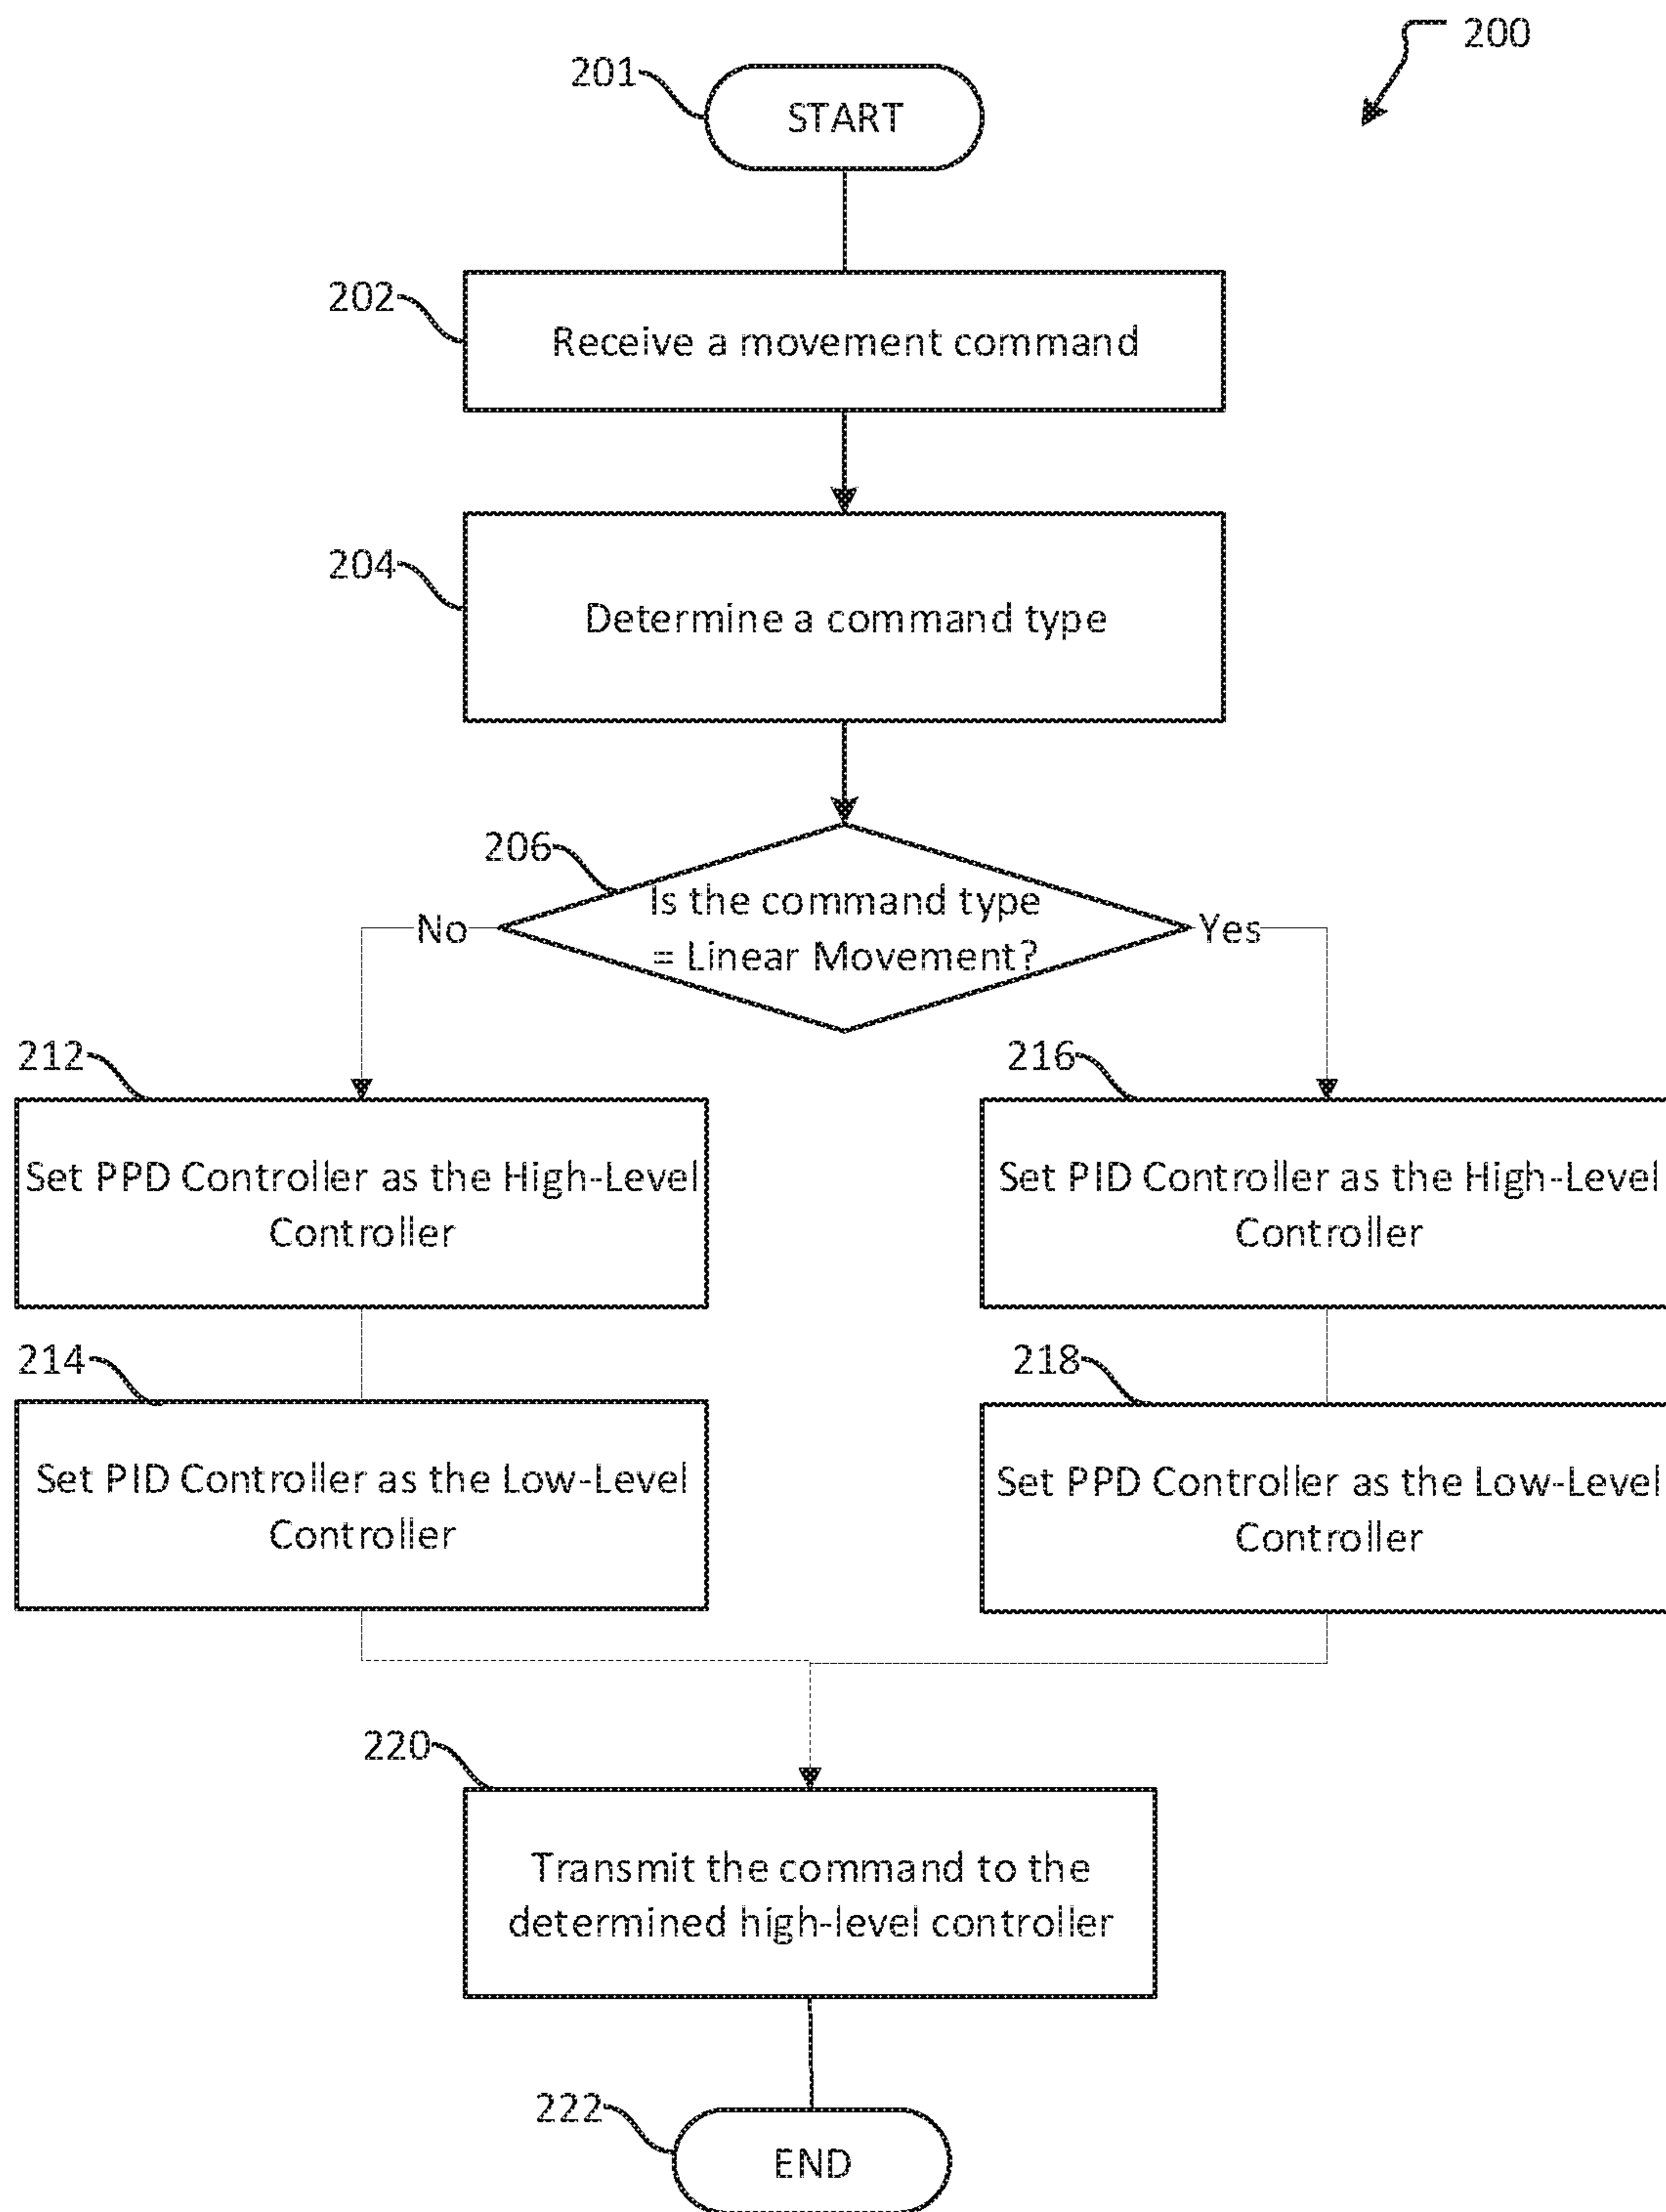 200
201
START
202
Receive a movement command
204
Determine a command type
206
Is the command type
= Linear Movement?
No
Yes
212
Set PPD Controller as the High-Level
Controller
216
Set PID Controller as the High-Level
Controller
214
Set PID Controller as the Low-Level
Controller
218
Set PPD Controller as the Low-Level
Controller
220
Transmit the command to the
determined high-level controller
222
END